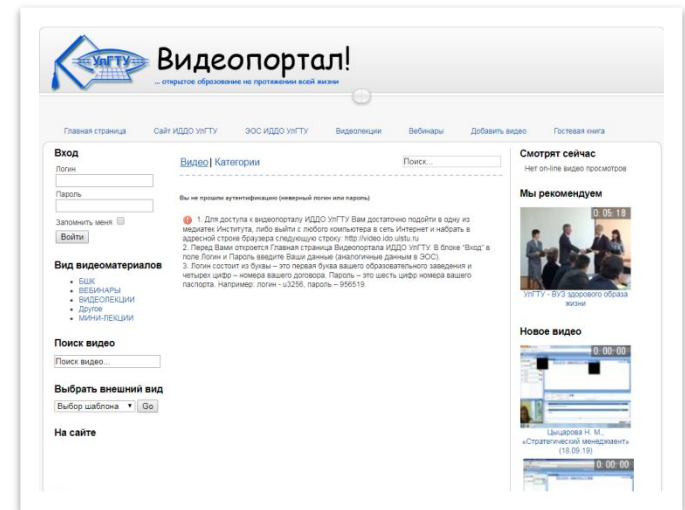 УлГТУ
Видеопортал!
... открытое образование на протяжении всей жизни
Главная страница Сайт ИДДО УлГТУ ЭОС ИДДО УлГТУ Видеолекции Вебинары Добавить видео Гостевая книга
Вход
Логин
Пароль
Запомнить меня
Войти
Вид видеоматериалов
БШК
ВЕБИНАРЫ
ВИДЕОЛЕКЦИИ
Другое
МИНИ-ЛЕКЦИИ
Поиск видео
Поиск видео...
Выбрать внешний вид
Выбор шаблона Go
На сайте
Видео | Категории Поиск...
Вы не прошли аутентификацию (неверный логин или пароль)
1. Для доступа к видеопорталу ИДДО УлГТУ Вам достаточно подойти в одну из
медиатек Института, либо выйти с любого компьютера в сеть Интернет и набрать в
адресной строке браузера следующую строку: http://video.ido.ulstu.ru
2. Перед Вами откроется Главная страница Видеопортала ИДДО УлГТУ. В блоке "Вход" в
поле Логин и Пароль введите Ваши данные (аналогичные данным в ЭОС).
3. Логин состоит из буквы – это первая буква вашего образовательного заведения и
четырех цифр – номера вашего договора. Пароль – это шесть цифр номера вашего
паспорта. Например: логин - u3256, пароль – 956519.
Смотрят сейчас
Нет on-line видео просмотров
Мы рекомендуем
0: 05: 18
УлГТУ - ВУЗ здорового образа
жизни
Новое видео
0: 00: 00
Цыцарова Н. М.,
«Стратегический менеджмент»
(18.09.19)
0: 00: 00